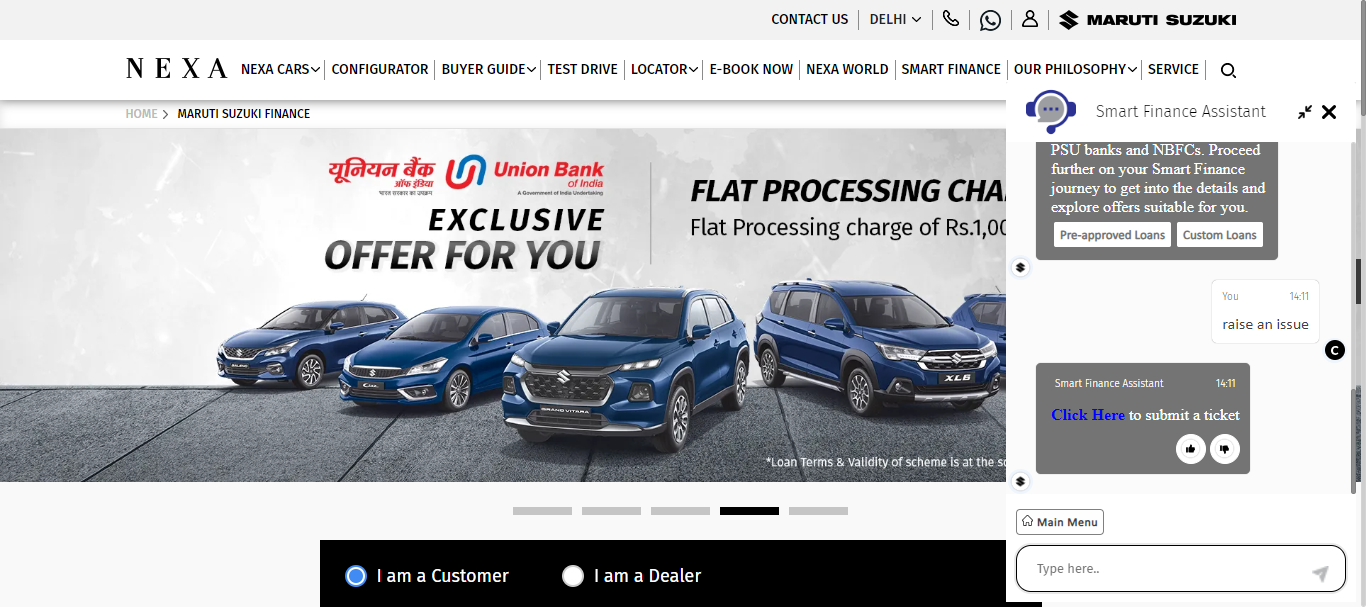 CONTACT US
DELHI
MARUTI SUZUKI
NEXA
NEXA CARS
CONFIGURATOR
BUYER GUIDE
TEST DRIVE
LOCATOR
E-BOOK NOW
NEXA WORLD
SMART FINANCE
OUR PHILOSOPHY
SERVICE
HOME
MARUTI SUZUKI FINANCE
यूनियन बैंक
ऑफ इंडिया
भारत सरकार का उपक्रम
Union Bank
of India
A Government of India Undertaking
EXCLUSIVE
OFFER FOR YOU
FLAT PROCESSING CHA
Flat Processing charge of Rs.1,00
BALENO
CIAZ
GRAND VITARA
XL6
*Loan Terms & Validity of scheme is at the so
I am a Customer
I am a Dealer
Smart Finance Assistant
PSU banks and NBFCs. Proceed
further on your Smart Finance
journey to get into the details and
explore offers suitable for you.
Pre-approved Loans
Custom Loans
You 14:11
raise an issue
C
Smart Finance Assistant 14:11
Click Here to submit a ticket
Main Menu
Type here..